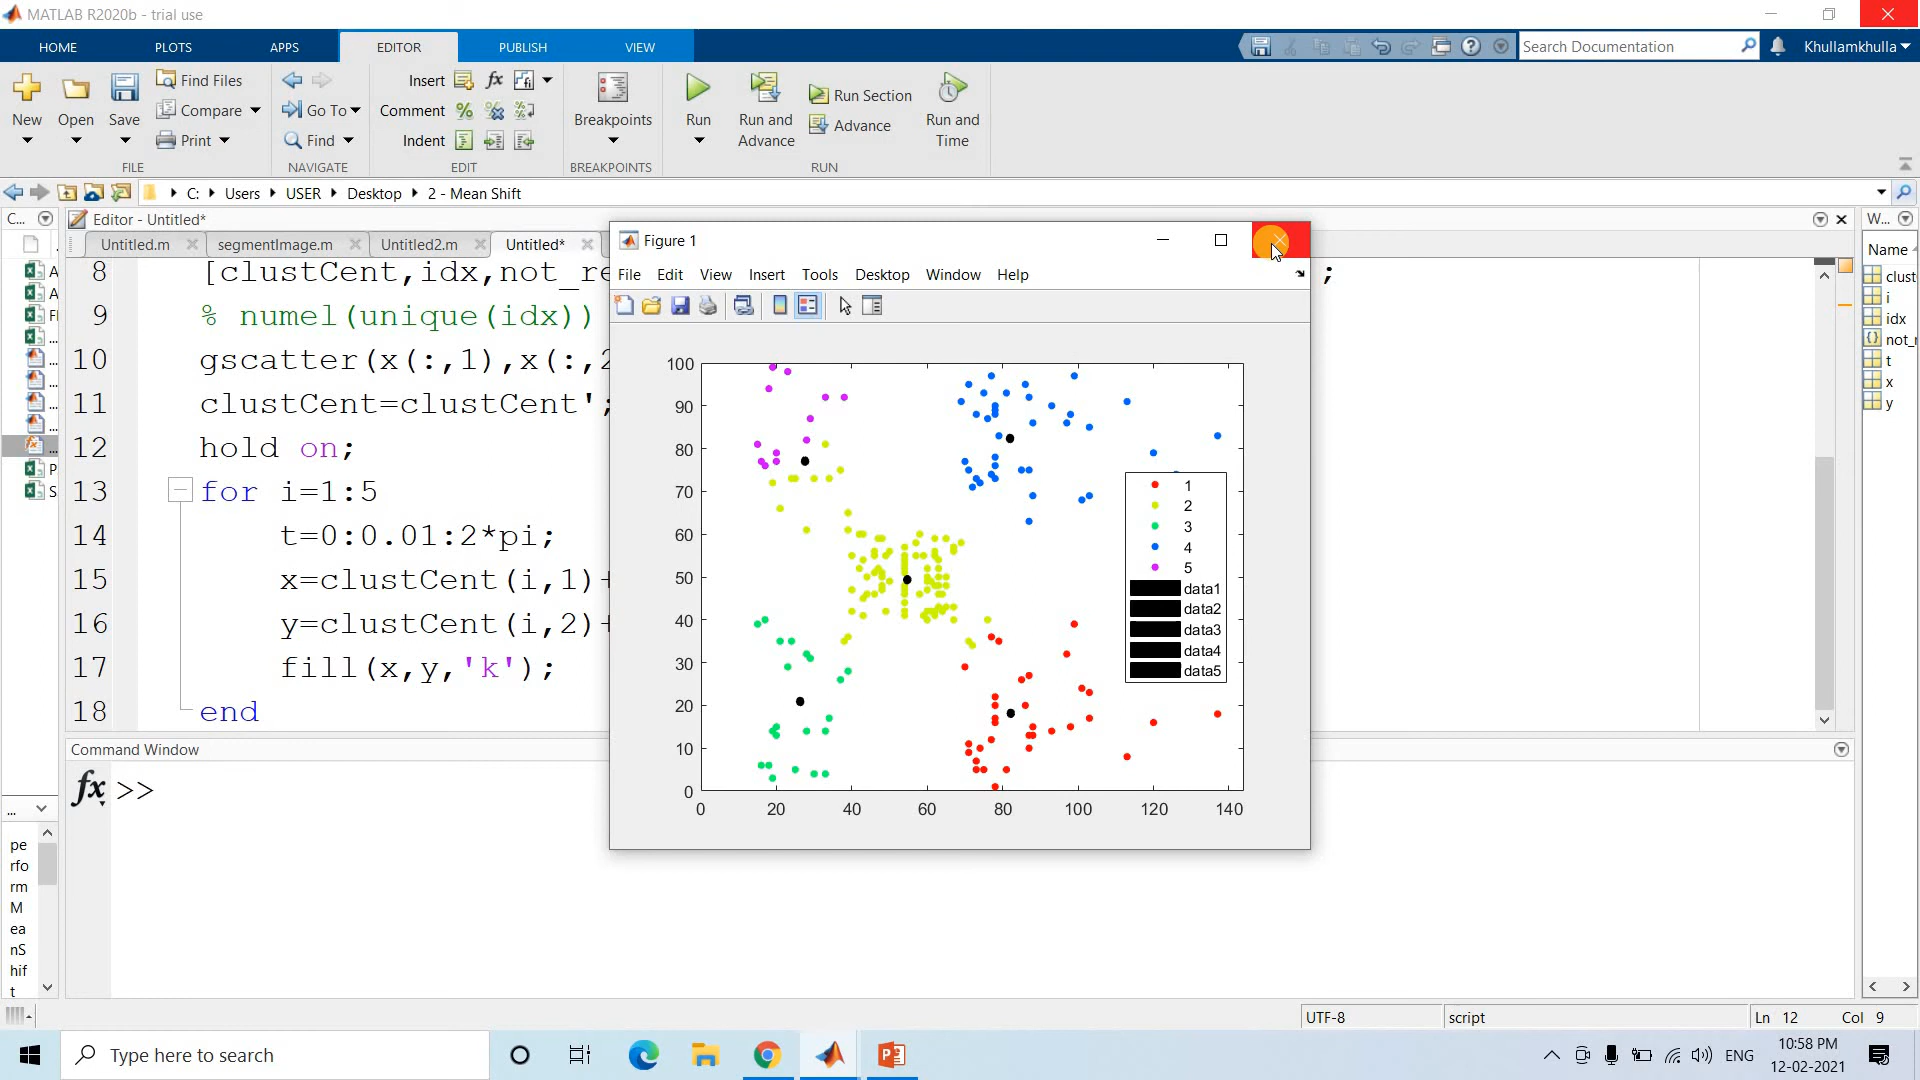 MATLAB R2020b - trial use
HOME PLOTS APPS EDITOR PUBLISH VIEW
Search Documentation
Khullamkhulla
New
Open
Save
Find Files
Compare
Print
FILE
Go To
Find
NAVIGATE
Insert
fx
Comment
Indent
EDIT
Breakpoints
BREAKPOINTS
Run
Run and Advance
Run Section
Advance
Run and Time
RUN
C: Users USER Desktop 2 - Mean Shift
C...
Editor - Untitled*
W...
Untitled.m segmentImage.m Untitled2.m Untitled*
Name
8 [clustCent,idx,not_re ;
9 % numel(unique(idx))
10 gscatter(x(:,1),x(:,2
11 clustCent=clustCent';
12 hold on;
13 for i=1:5
14 t=0:0.01:2*pi;
15 x=clustCent(i,1)+
16 y=clustCent(i,2)+
17 fill(x,y,'k');
18 end
clust
i
idx
not_r
t
x
y
Figure 1
File Edit View Insert Tools Desktop Window Help
100
90
80
70
60
50
40
30
20
10
0
0 20 40 60 80 100 120 140
1
2
3
4
5
data1
data2
data3
data4
data5
Command Window
fx >>
pe
rfo
rm
M
ea
nS
hif
t
UTF-8
script
Ln 12 Col 9
Type here to search
ENG
10:58 PM
12-02-2021